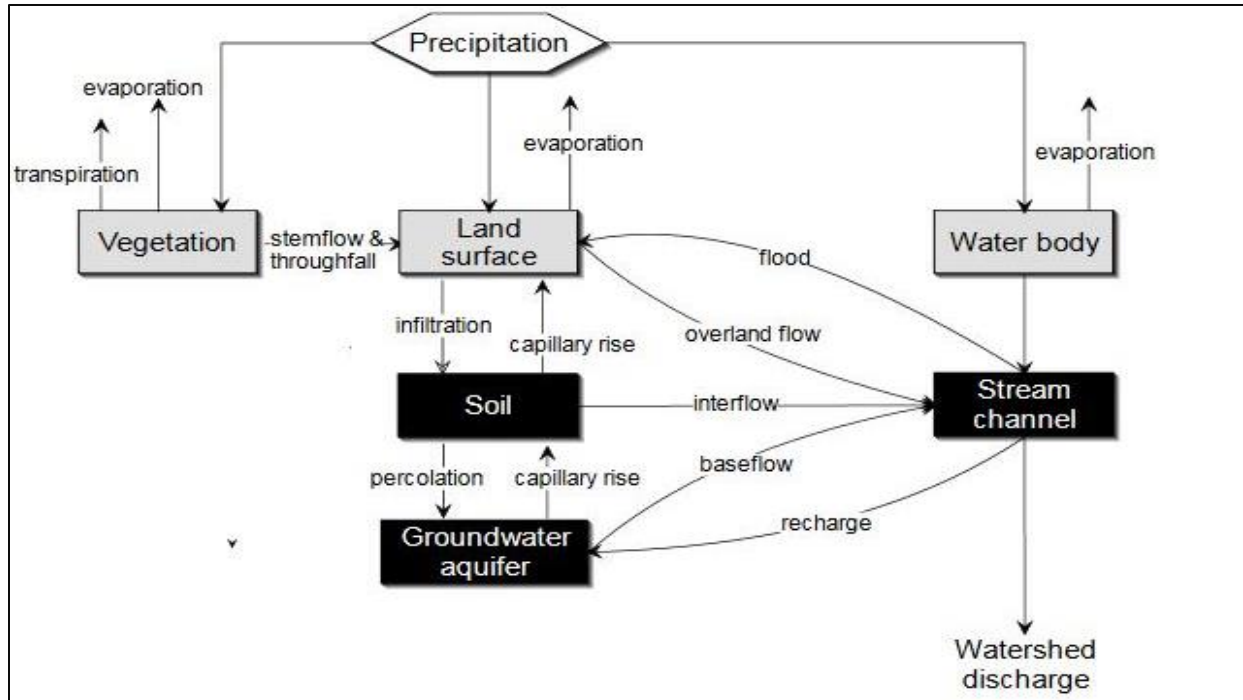 Precipitation
evaporation
evaporation
evaporation
transpiration
Vegetation
stemflow &
throughfall
Land
surface
Water body
flood
infiltration
capillary rise
overland flow
Soil
interflow
Stream
channel
percolation
capillary rise
baseflow
recharge
Groundwater
aquifer
Watershed
discharge